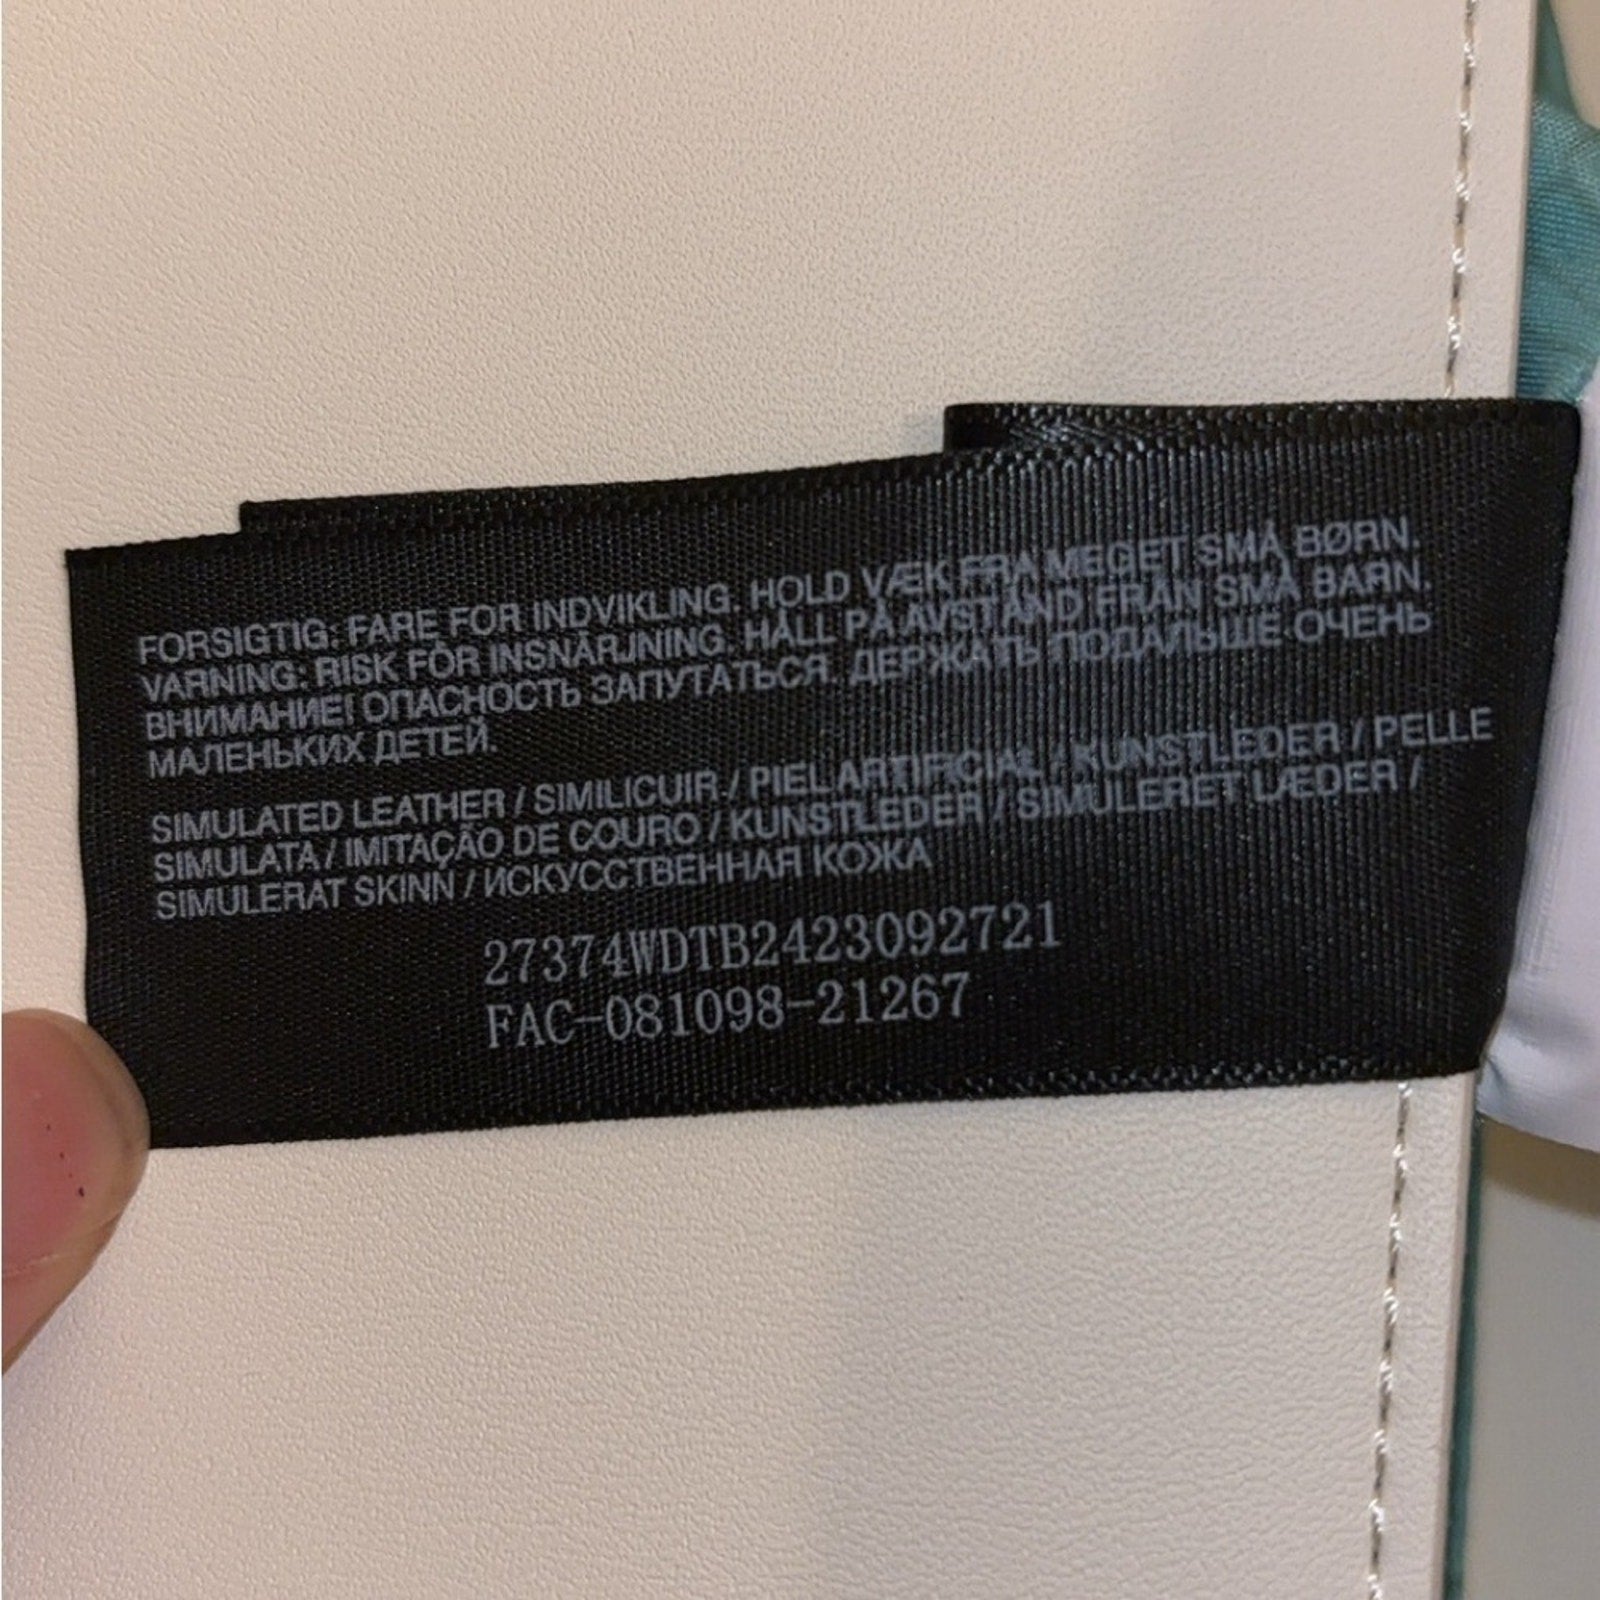 FORSIGTIG: FARE FOR INDVIKLING. HOLD VÆK FRA MEGET SMÅ BØRN.
VARNING: RISK FÖR INSNÄRJNING. HÅLL PÅ AVSTÅND FRÅN SMÅ BARN.
ВНИМАНИЕ! ОПАСНОСТЬ ЗАПУТАТЬСЯ. ДЕРЖАТЬ ПОДАЛЬШЕ ОЧЕНЬ
МАЛЕНЬКИХ ДЕТЕЙ.
SIMULATED LEATHER / SIMILICUIR / PIEL ARTIFICIAL / KUNSTLEDER / PELLE
SIMULATA / IMITAÇÃO DE COURO / KUNSTLEDER / SIMULERET LÆDER /
SIMULERAT SKINN / ИСКУССТВЕННАЯ КОЖА
27374WDTB2423092721
FAC-081098-21267